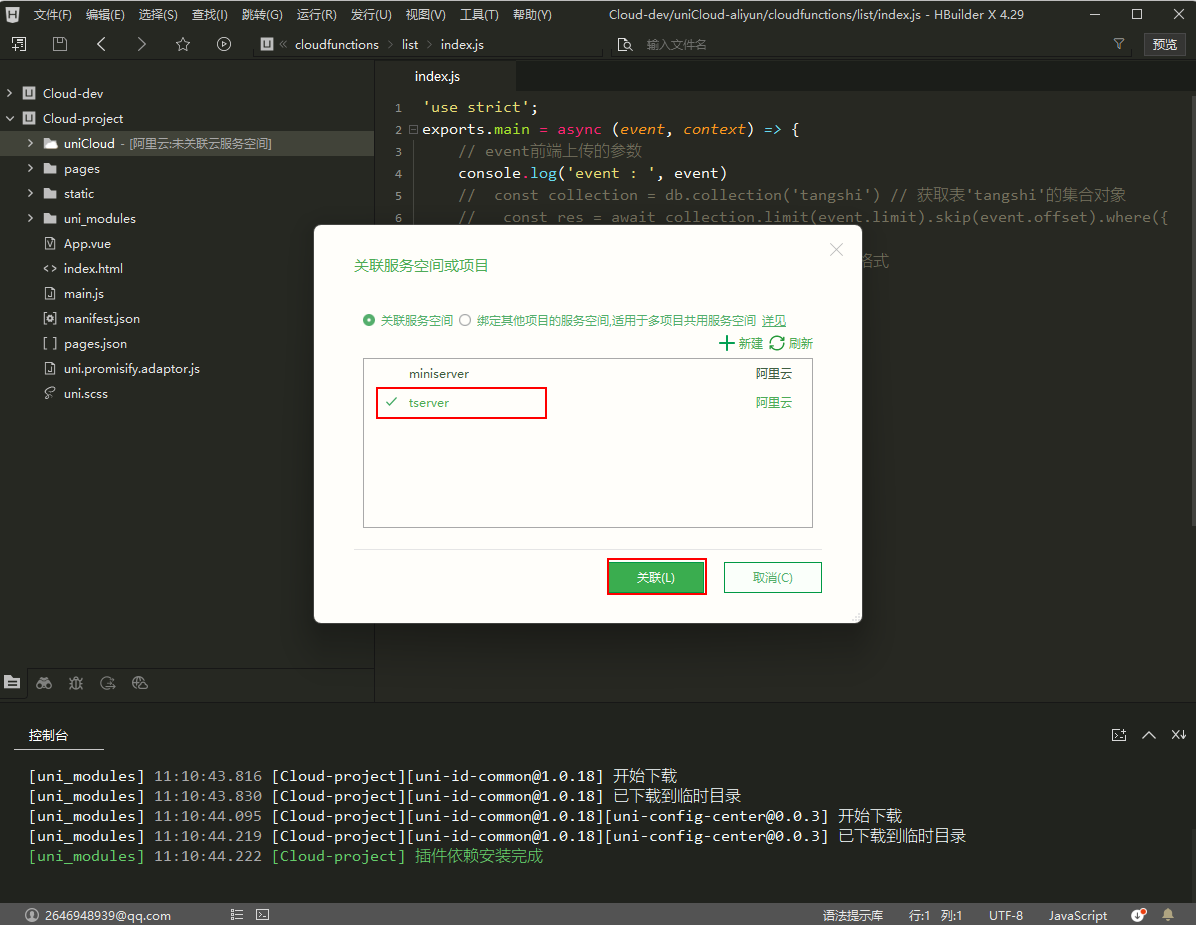 文件(F) 编辑(E) 选择(S) 查找(I) 跳转(G) 运行(R) 发行(U) 视图(V) 工具(T) 帮助(Y) Cloud-dev/uniCloud-aliyun/cloudfunctions/list/index.js - HBuilder X 4.29
cloudfunctions list index.js 输入文件名 预览
Cloud-dev
Cloud-project
uniCloud - [阿里云:未关联云服务空间]
pages
static
uni_modules
App.vue
index.html
main.js
manifest.json
pages.json
uni.promisify.adaptor.js
uni.scss
index.js
1 'use strict';
2 exports.main = async (event, context) => {
3 // event前端上传的参数
4 console.log('event : ', event)
5 // const collection = db.collection('tangshi') // 获取表'tangshi'的集合对象
6 // const res = await collection.limit(event.limit).skip(event.offset).where({
格式
关联服务空间或项目
关联服务空间 绑定其他项目的服务空间,适用于多项目共用服务空间 详见
新建 刷新
miniserver 阿里云
tserver 阿里云
关联(L) 取消(C)
控制台
[uni_modules] 11:10:43.816 [Cloud-project][uni-id-common@1.0.18] 开始下载
[uni_modules] 11:10:43.830 [Cloud-project][uni-id-common@1.0.18] 已下载到临时目录
[uni_modules] 11:10:44.095 [Cloud-project][uni-id-common@1.0.18][uni-config-center@0.0.3] 开始下载
[uni_modules] 11:10:44.219 [Cloud-project][uni-id-common@1.0.18][uni-config-center@0.0.3] 已下载到临时目录
[uni_modules] 11:10:44.222 [Cloud-project] 插件依赖安装完成
2646948939@qq.com 语法提示库 行:1 列:1 UTF-8 JavaScript